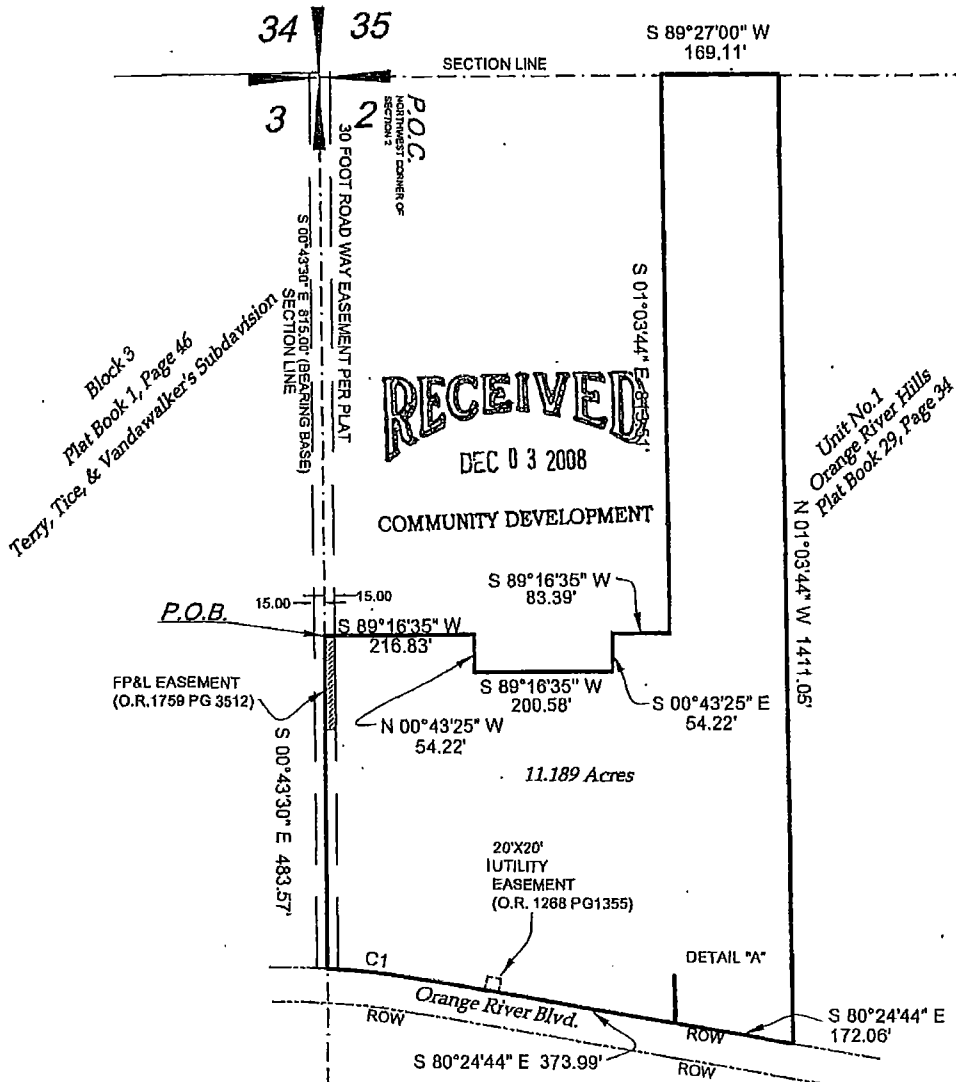 34 35
S 89°27'00" W
169.11'
SECTION LINE
3 2
P.O.C.
NORTHWEST CORNER OF
SECTION 2
30 FOOT ROAD WAY EASEMENT PER PLAT
S 00°43'30" E 815.00' (BEARING BASE)
SECTION LINE
Block 3
Plat Book 1, Page 46
Terry, Tice, & Vandawalker's Subdavision
S 01°03'44" E
RECEIVED
DEC 03 2008
COMMUNITY DEVELOPMENT
Unit No.1
Orange River Hills
Plat Book 29, Page 34
N 01°03'44" W 1411.05'
S 89°16'35" W
83.39'
15.00 15.00
P.O.B.
S 89°16'35" W
216.83'
FP&L EASEMENT
(O.R.1759 PG 3512)
S 89°16'35" W
200.58'
S 00°43'25" E
54.22'
N 00°43'25" W
54.22'
11.189 Acres
S 00°43'30" E 483.57'
20'X20'
IUTILITY
EASEMENT
(O.R. 1268 PG1355)
C1
DETAIL "A"
Orange River Blvd.
ROW
ROW
S 80°24'44" E
172.06'
S 80°24'44" E 373.99'
ROW